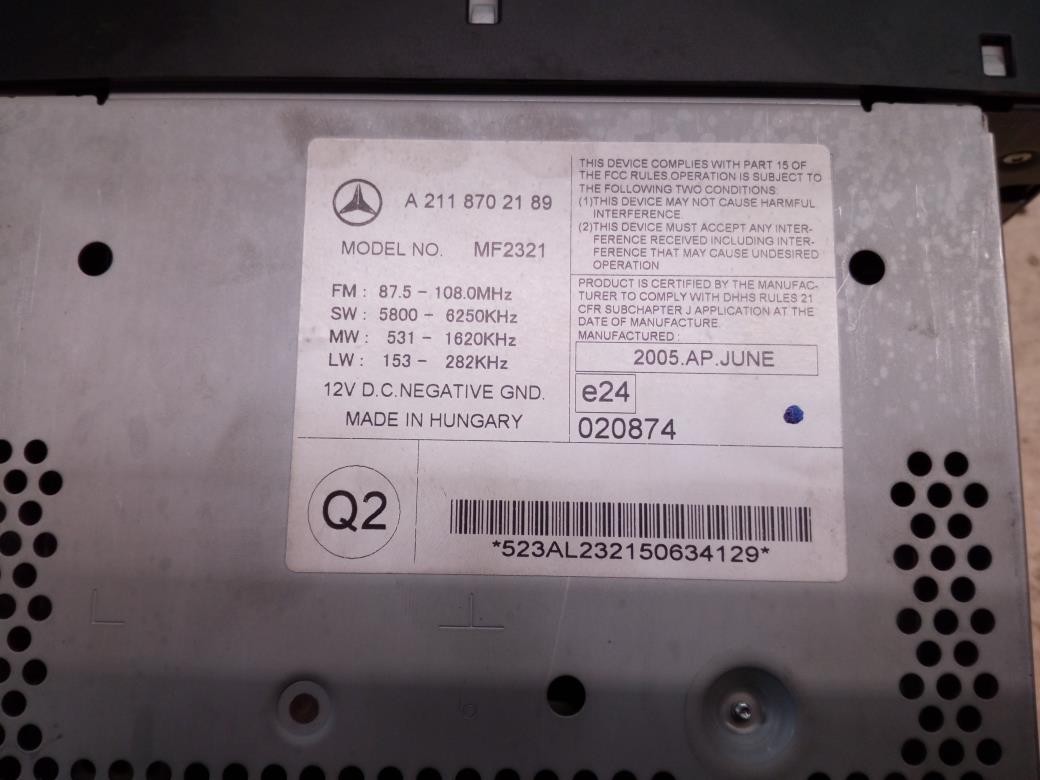 A 211 870 21 89
MODEL NO. MF2321
FM : 87.5 - 108.0MHz
SW : 5800 - 6250KHz
MW : 531 - 1620KHz
LW : 153 - 282KHz
12V D.C.NEGATIVE GND.
MADE IN HUNGARY
THIS DEVICE COMPLIES WITH PART 15 OF
THE FCC RULES.OPERATION IS SUBJECT TO
THE FOLLOWING TWO CONDITIONS:
(1)THIS DEVICE MAY NOT CAUSE HARMFUL
INTERFERENCE.
(2)THIS DEVICE MUST ACCEPT ANY INTER-
FERENCE RECEIVED INCLUDING INTER-
FERENCE THAT MAY CAUSE UNDESIRED
OPERATION
PRODUCT IS CERTIFIED BY THE MANUFAC-
TURER TO COMPLY WITH DHHS RULES 21
CFR SUBCHAPTER J APPLICATION AT THE
DATE OF MANUFACTURE.
MANUFACTURED :
2005.AP.JUNE
e24
020874
Q2
*523AL232150634129*